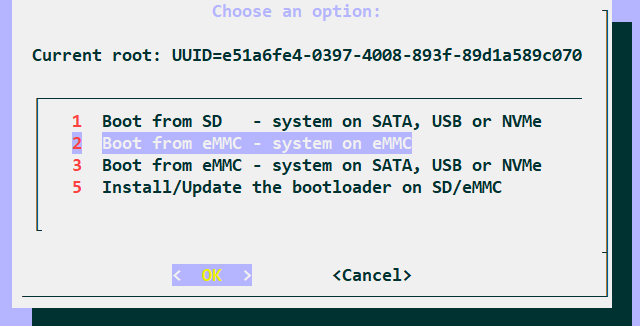 Choose an option:
Current root: UUID=e51a6fe4-0397-4008-893f-89d1a589c070
1 Boot from SD - system on SATA, USB or NVMe
2 Boot from eMMC - system on eMMC
3 Boot from eMMC - system on SATA, USB or NVMe
5 Install/Update the bootloader on SD/eMMC
< OK > <Cancel>